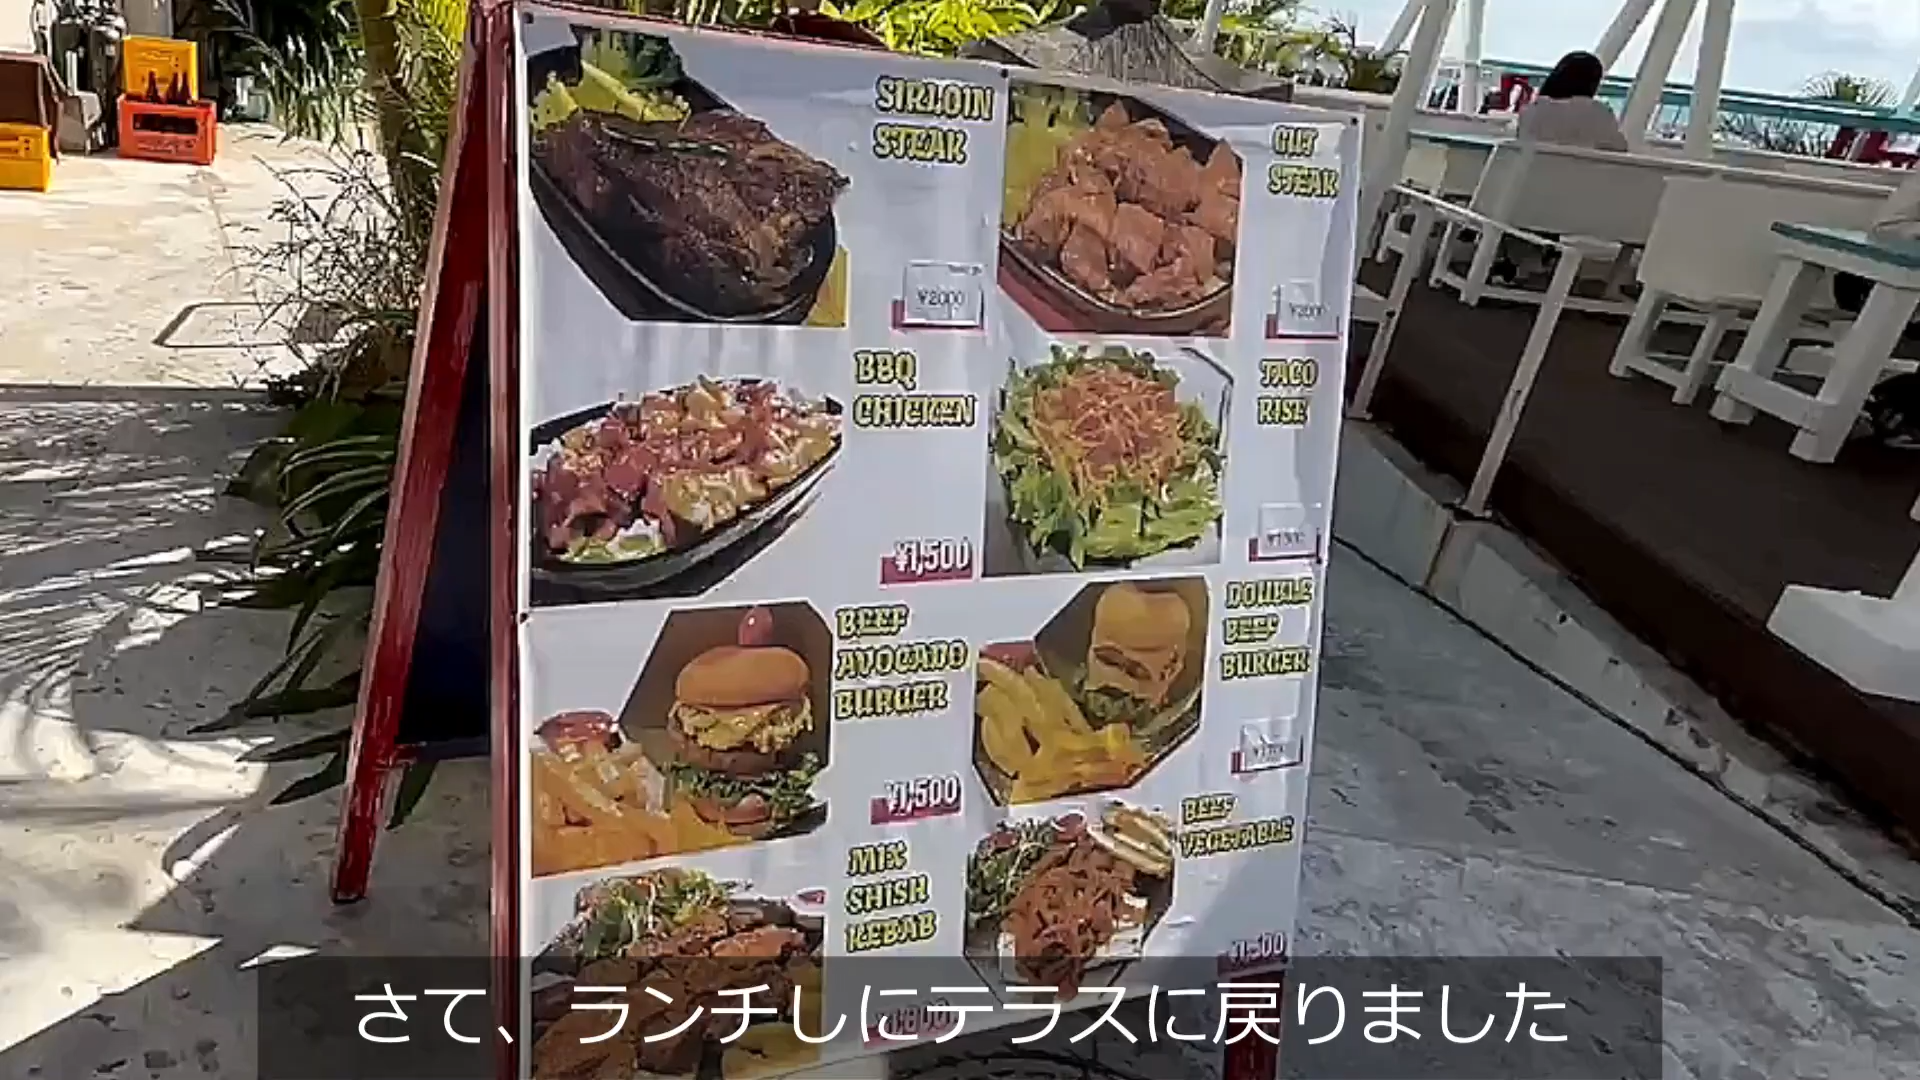 SIRLOIN
STEAK
¥2000
CUT
STEAK
BBQ
CHICKEN
¥1,500
TACO
RISE
BEEF
AVOCADO
BURGER
¥1,500
DOUBLE
BEEF
BURGER
MIX
SHISH
KEBAB
BEEF
VEGETABLE
¥1,500
さて、ランチしにテラスに戻りました